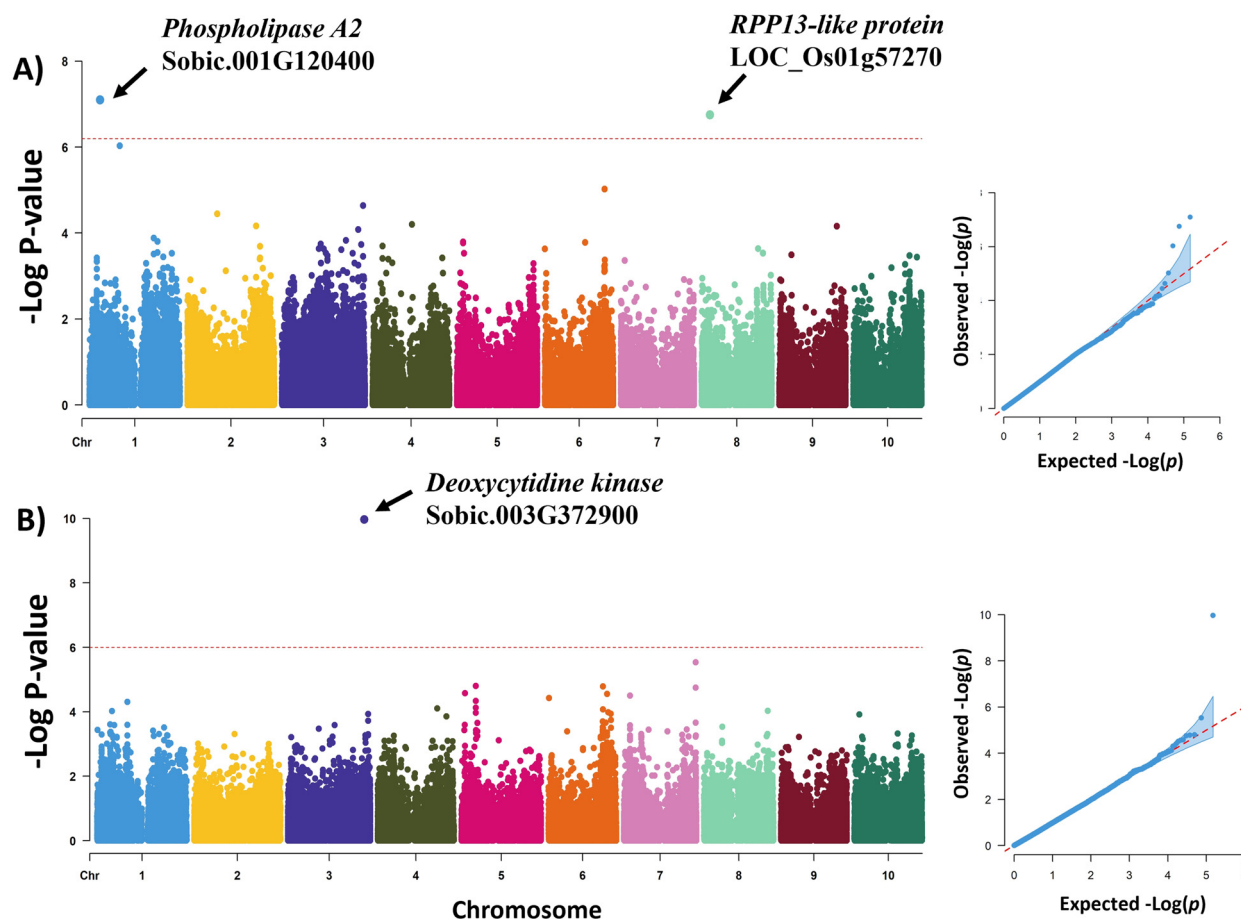 A)
Phospholipase A2
Sobic.001G120400
RPP13-like protein
LOC_Os01g57270
-Log P-value
8
6
4
2
0
Chr 1 2 3 4 5 6 7 8 9 10
Observed -Log(p)
0 1 2 3 4 5 6
Expected -Log(p)
B)
Deoxycytidine kinase
Sobic.003G372900
-Log P-value
10
8
6
4
2
0
Chr 1 2 3 4 5 6 7 8 9 10
Chromosome
Observed -Log(p)
10
8
6
4
2
0
0 1 2 3 4 5
Expected -Log(p)